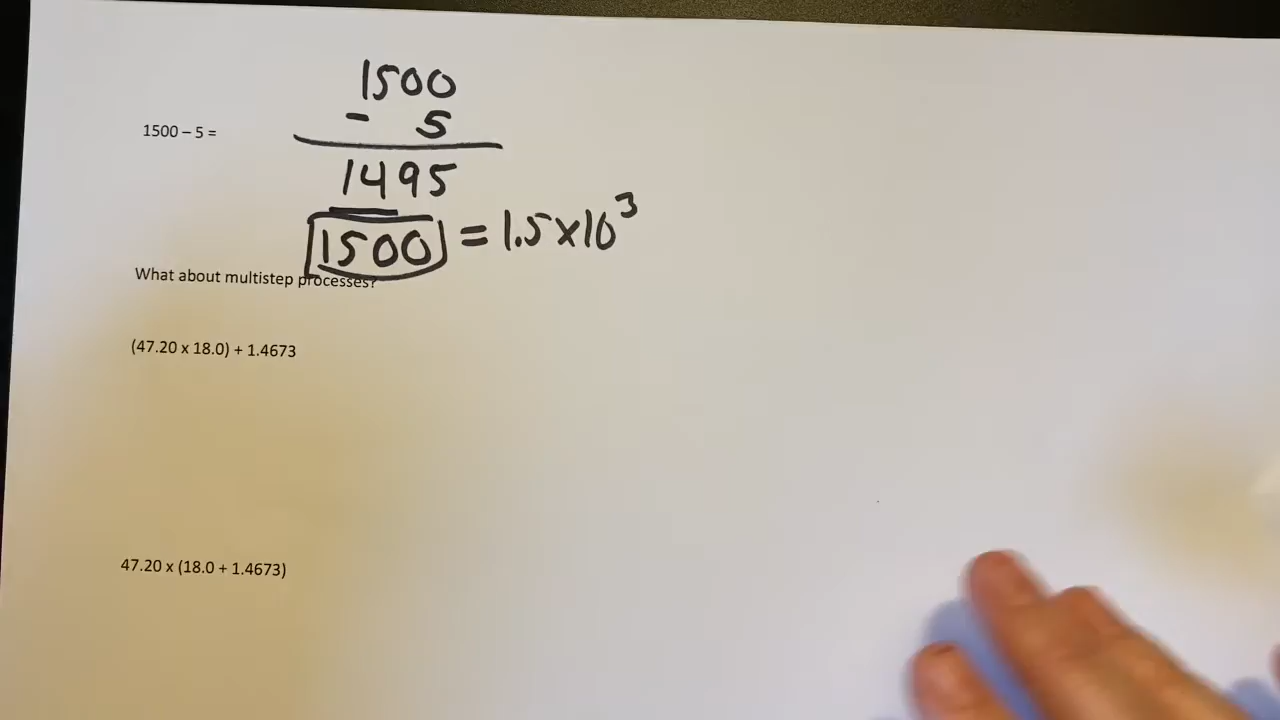 1500
- 5
1500 – 5 =
1495
1500 = 1.5x10³
What about multistep processes?
(47.20 x 18.0) + 1.4673
47.20 x (18.0 + 1.4673)